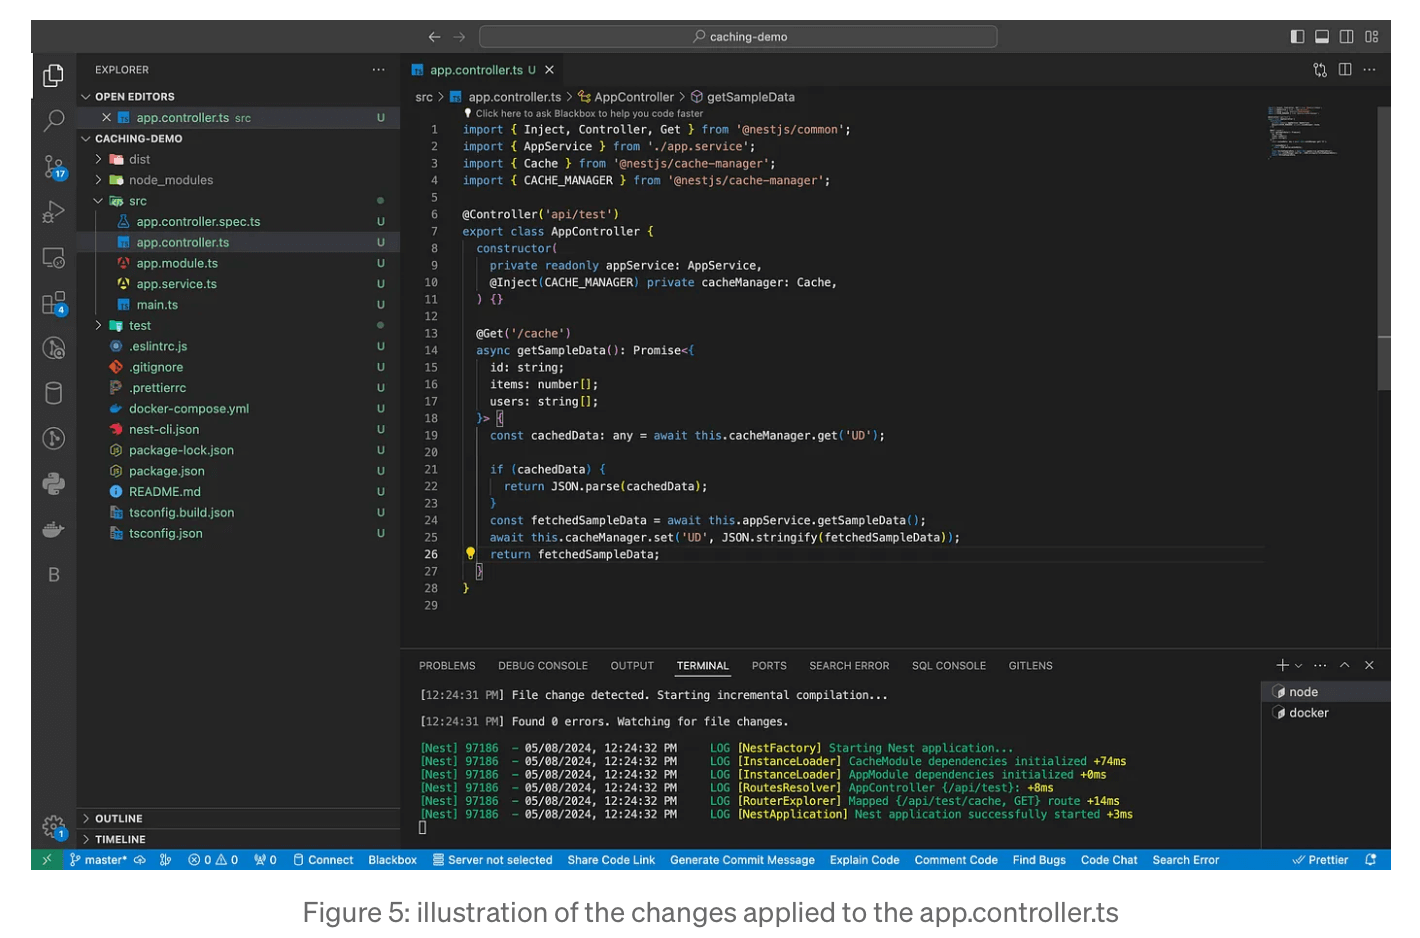 caching-demo
EXPLORER
OPEN EDITORS
app.controller.ts src U
CACHING-DEMO
dist
node_modules
src
app.controller.spec.ts U
app.controller.ts U
app.module.ts U
app.service.ts U
main.ts U
test
.eslintrc.js U
.gitignore U
.prettierrc U
docker-compose.yml U
nest-cli.json U
package-lock.json U
package.json U
README.md U
tsconfig.build.json U
tsconfig.json U
OUTLINE
TIMELINE
17
4
B
1
app.controller.ts U
src > app.controller.ts > AppController > getSampleData
Click here to ask Blackbox to help you code faster
1 import { Inject, Controller, Get } from '@nestjs/common';
2 import { AppService } from './app.service';
3 import { Cache } from '@nestjs/cache-manager';
4 import { CACHE_MANAGER } from '@nestjs/cache-manager';
5
6 @Controller('api/test')
7 export class AppController {
8 constructor(
9 private readonly appService: AppService,
10 @Inject(CACHE_MANAGER) private cacheManager: Cache,
11 ) {}
12
13 @Get('/cache')
14 async getSampleData(): Promise<{
15 id: string;
16 items: number[];
17 users: string[];
18 }> {
19 const cachedData: any = await this.cacheManager.get('UD');
20
21 if (cachedData) {
22 return JSON.parse(cachedData);
23 }
24 const fetchedSampleData = await this.appService.getSampleData();
25 await this.cacheManager.set('UD', JSON.stringify(fetchedSampleData));
26 return fetchedSampleData;
27 }
28 }
29
PROBLEMS DEBUG CONSOLE OUTPUT TERMINAL PORTS SEARCH ERROR SQL CONSOLE GITLENS
[12:24:31 PM] File change detected. Starting incremental compilation...
[12:24:31 PM] Found 0 errors. Watching for file changes.
[Nest] 97186 - 05/08/2024, 12:24:32 PM LOG [NestFactory] Starting Nest application...
[Nest] 97186 - 05/08/2024, 12:24:32 PM LOG [InstanceLoader] CacheModule dependencies initialized +74ms
[Nest] 97186 - 05/08/2024, 12:24:32 PM LOG [InstanceLoader] AppModule dependencies initialized +0ms
[Nest] 97186 - 05/08/2024, 12:24:32 PM LOG [RoutesResolver] AppController {/api/test}: +8ms
[Nest] 97186 - 05/08/2024, 12:24:32 PM LOG [RouterExplorer] Mapped {/api/test/cache, GET} route +14ms
[Nest] 97186 - 05/08/2024, 12:24:32 PM LOG [NestApplication] Nest application successfully started +3ms
node
docker
master* 0 0 0 Connect Blackbox Server not selected Share Code Link Generate Commit Message Explain Code Comment Code Find Bugs Code Chat Search Error Prettier
Figure 5: illustration of the changes applied to the app.controller.ts